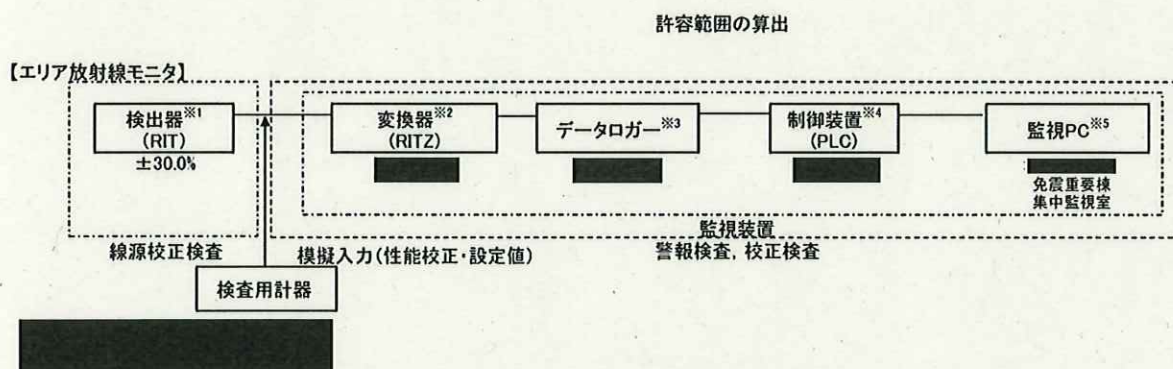 許容範囲の算出
【エリア放射線モニタ】
検出器※1
(RIT)
±30.0%
変換器※2
(RITZ)
データロガー※3
制御装置※4
(PLC)
監視PC※5
免震重要棟
集中監視室
監視装置
線源校正検査
模擬入力(性能校正・設定値)
警報検査, 校正検査
検査用計器